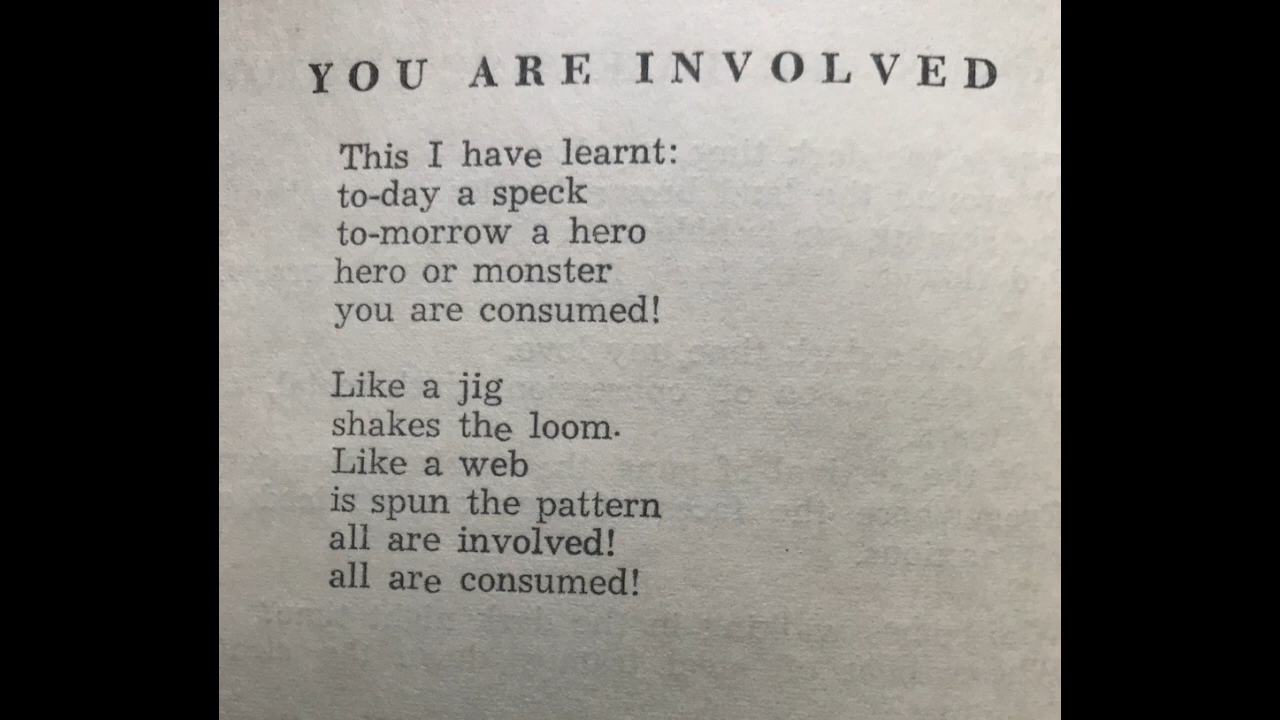 YOU ARE INVOLVED
This I have learnt:
to-day a speck
to-morrow a hero
hero or monster
you are consumed!
Like a jig
shakes the loom.
Like a web
is spun the pattern
all are involved!
all are consumed!